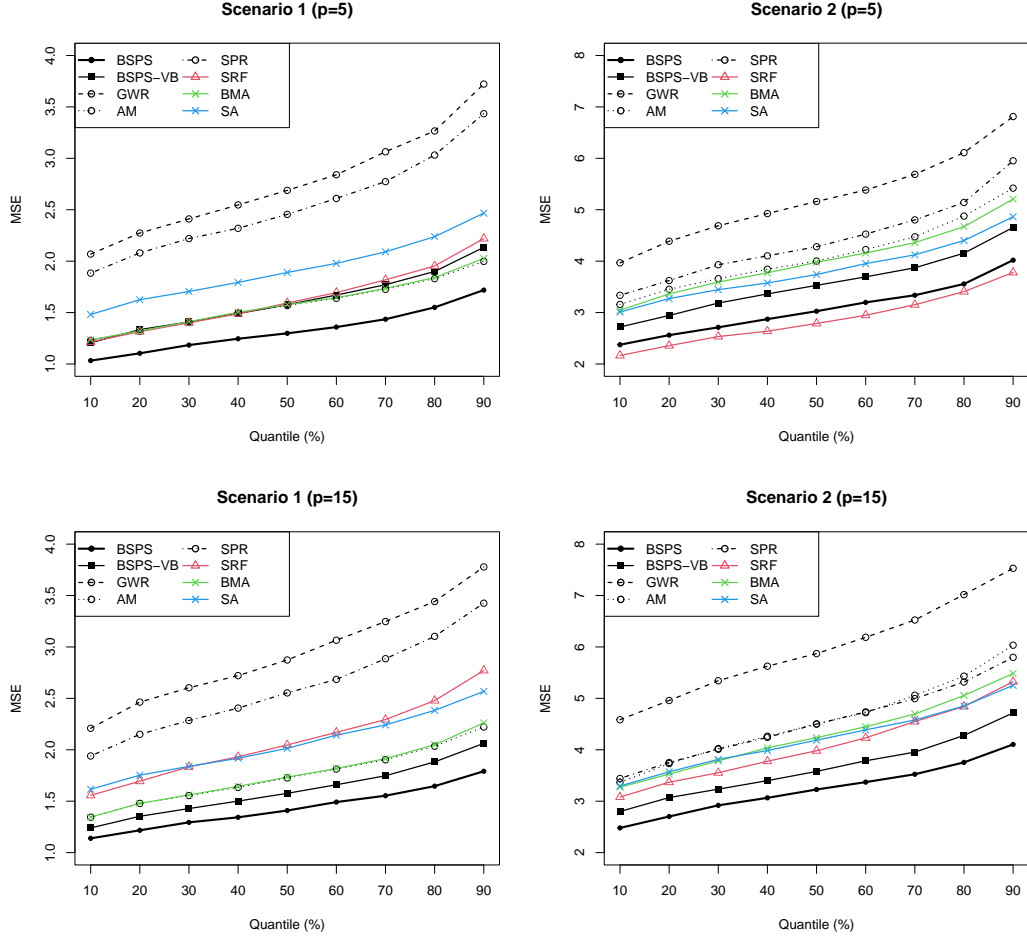 Scenario 1 (p=5)
MSE
4.0
3.5
3.0
2.5
2.0
1.5
1.0
BSPS
BSPS−VB
GWR
AM
SPR
SRF
BMA
SA
10 20 30 40 50 60 70 80 90
Quantile (%)
Scenario 2 (p=5)
MSE
8
7
6
5
4
3
2
BSPS
BSPS−VB
GWR
AM
SPR
SRF
BMA
SA
10 20 30 40 50 60 70 80 90
Quantile (%)
Scenario 1 (p=15)
MSE
4.0
3.5
3.0
2.5
2.0
1.5
1.0
BSPS
BSPS−VB
GWR
AM
SPR
SRF
BMA
SA
10 20 30 40 50 60 70 80 90
Quantile (%)
Scenario 2 (p=15)
MSE
8
7
6
5
4
3
2
BSPS
BSPS−VB
GWR
AM
SPR
SRF
BMA
SA
10 20 30 40 50 60 70 80 90
Quantile (%)